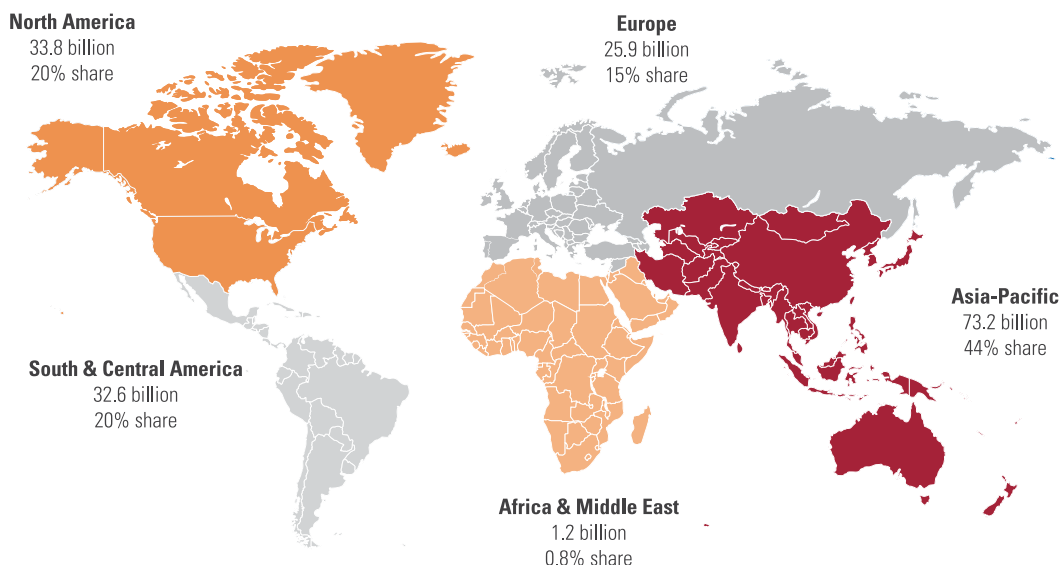 North America
33.8 billion
20% share
Europe
25.9 billion
15% share
Asia-Pacific
73.2 billion
44% share
South & Central America
32.6 billion
20% share
Africa & Middle East
1.2 billion
0.8% share